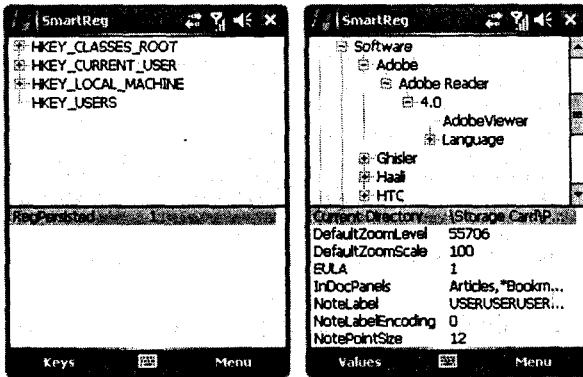 SmartReg
HKEY_CLASSES_ROOT
HKEY_CURRENT_USER
HKEY_LOCAL_MACHINE
HKEY_USERS
RegPersisted 1
Keys Menu
SmartReg
Software
Adobe
Adobe Reader
4.0
AdobeViewer
Language
Ghisler
Haali
HTC
Current Director \Storage Card\P...
DefaultZoomLevel 55706
DefaultZoomScale 100
EULA 1
InDocPanels Articles,*Bookm...
NoteLabel USERUSERUSER...
NoteLabelEncoding 0
NotePointSize 12
Values Menu